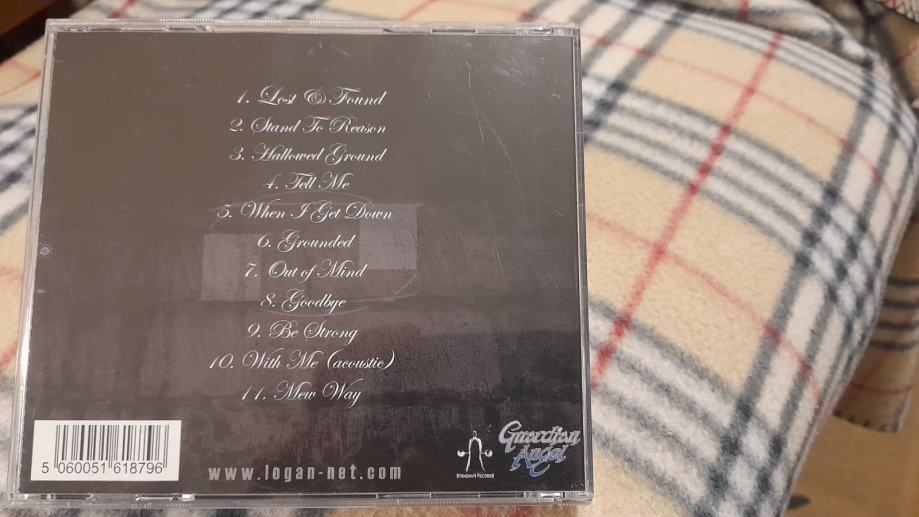 1. Lost & Found
2. Stand To Reason
3. Hallowed Ground
4. Tell Me
5. When I Get Down
6. Grounded
7. Out of Mind
8. Goodbye
9. Be Strong
10. With Me (acoustic)
11. Mew Way
5 060051 618796
www.logan-net.com
Guardian
Angel